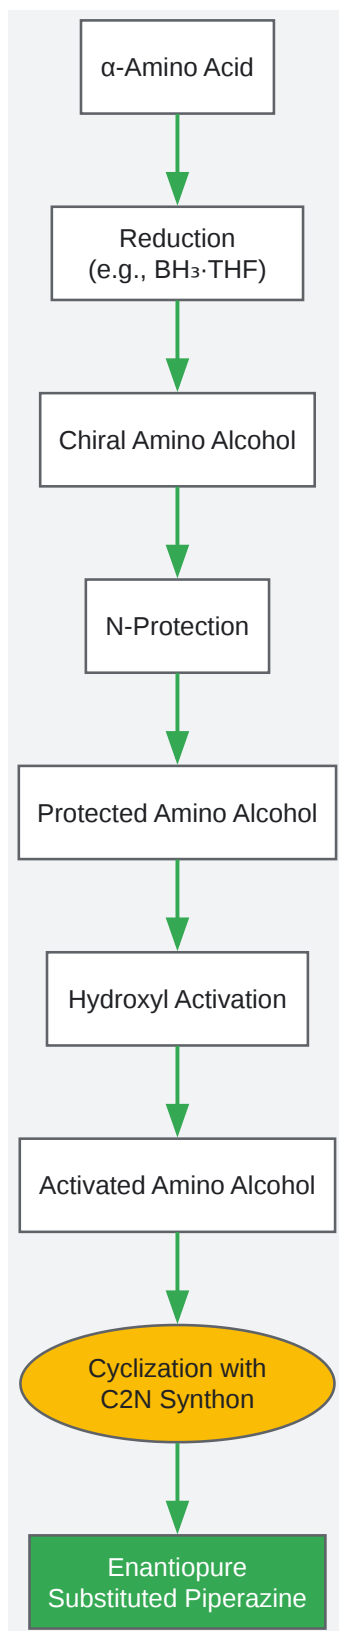 α-Amino Acid
Reduction
(e.g., BH₃·THF)
Chiral Amino Alcohol
N-Protection
Protected Amino Alcohol
Hydroxyl Activation
Activated Amino Alcohol
Cyclization with
C2N Synthon
Enantiopure
Substituted Piperazine